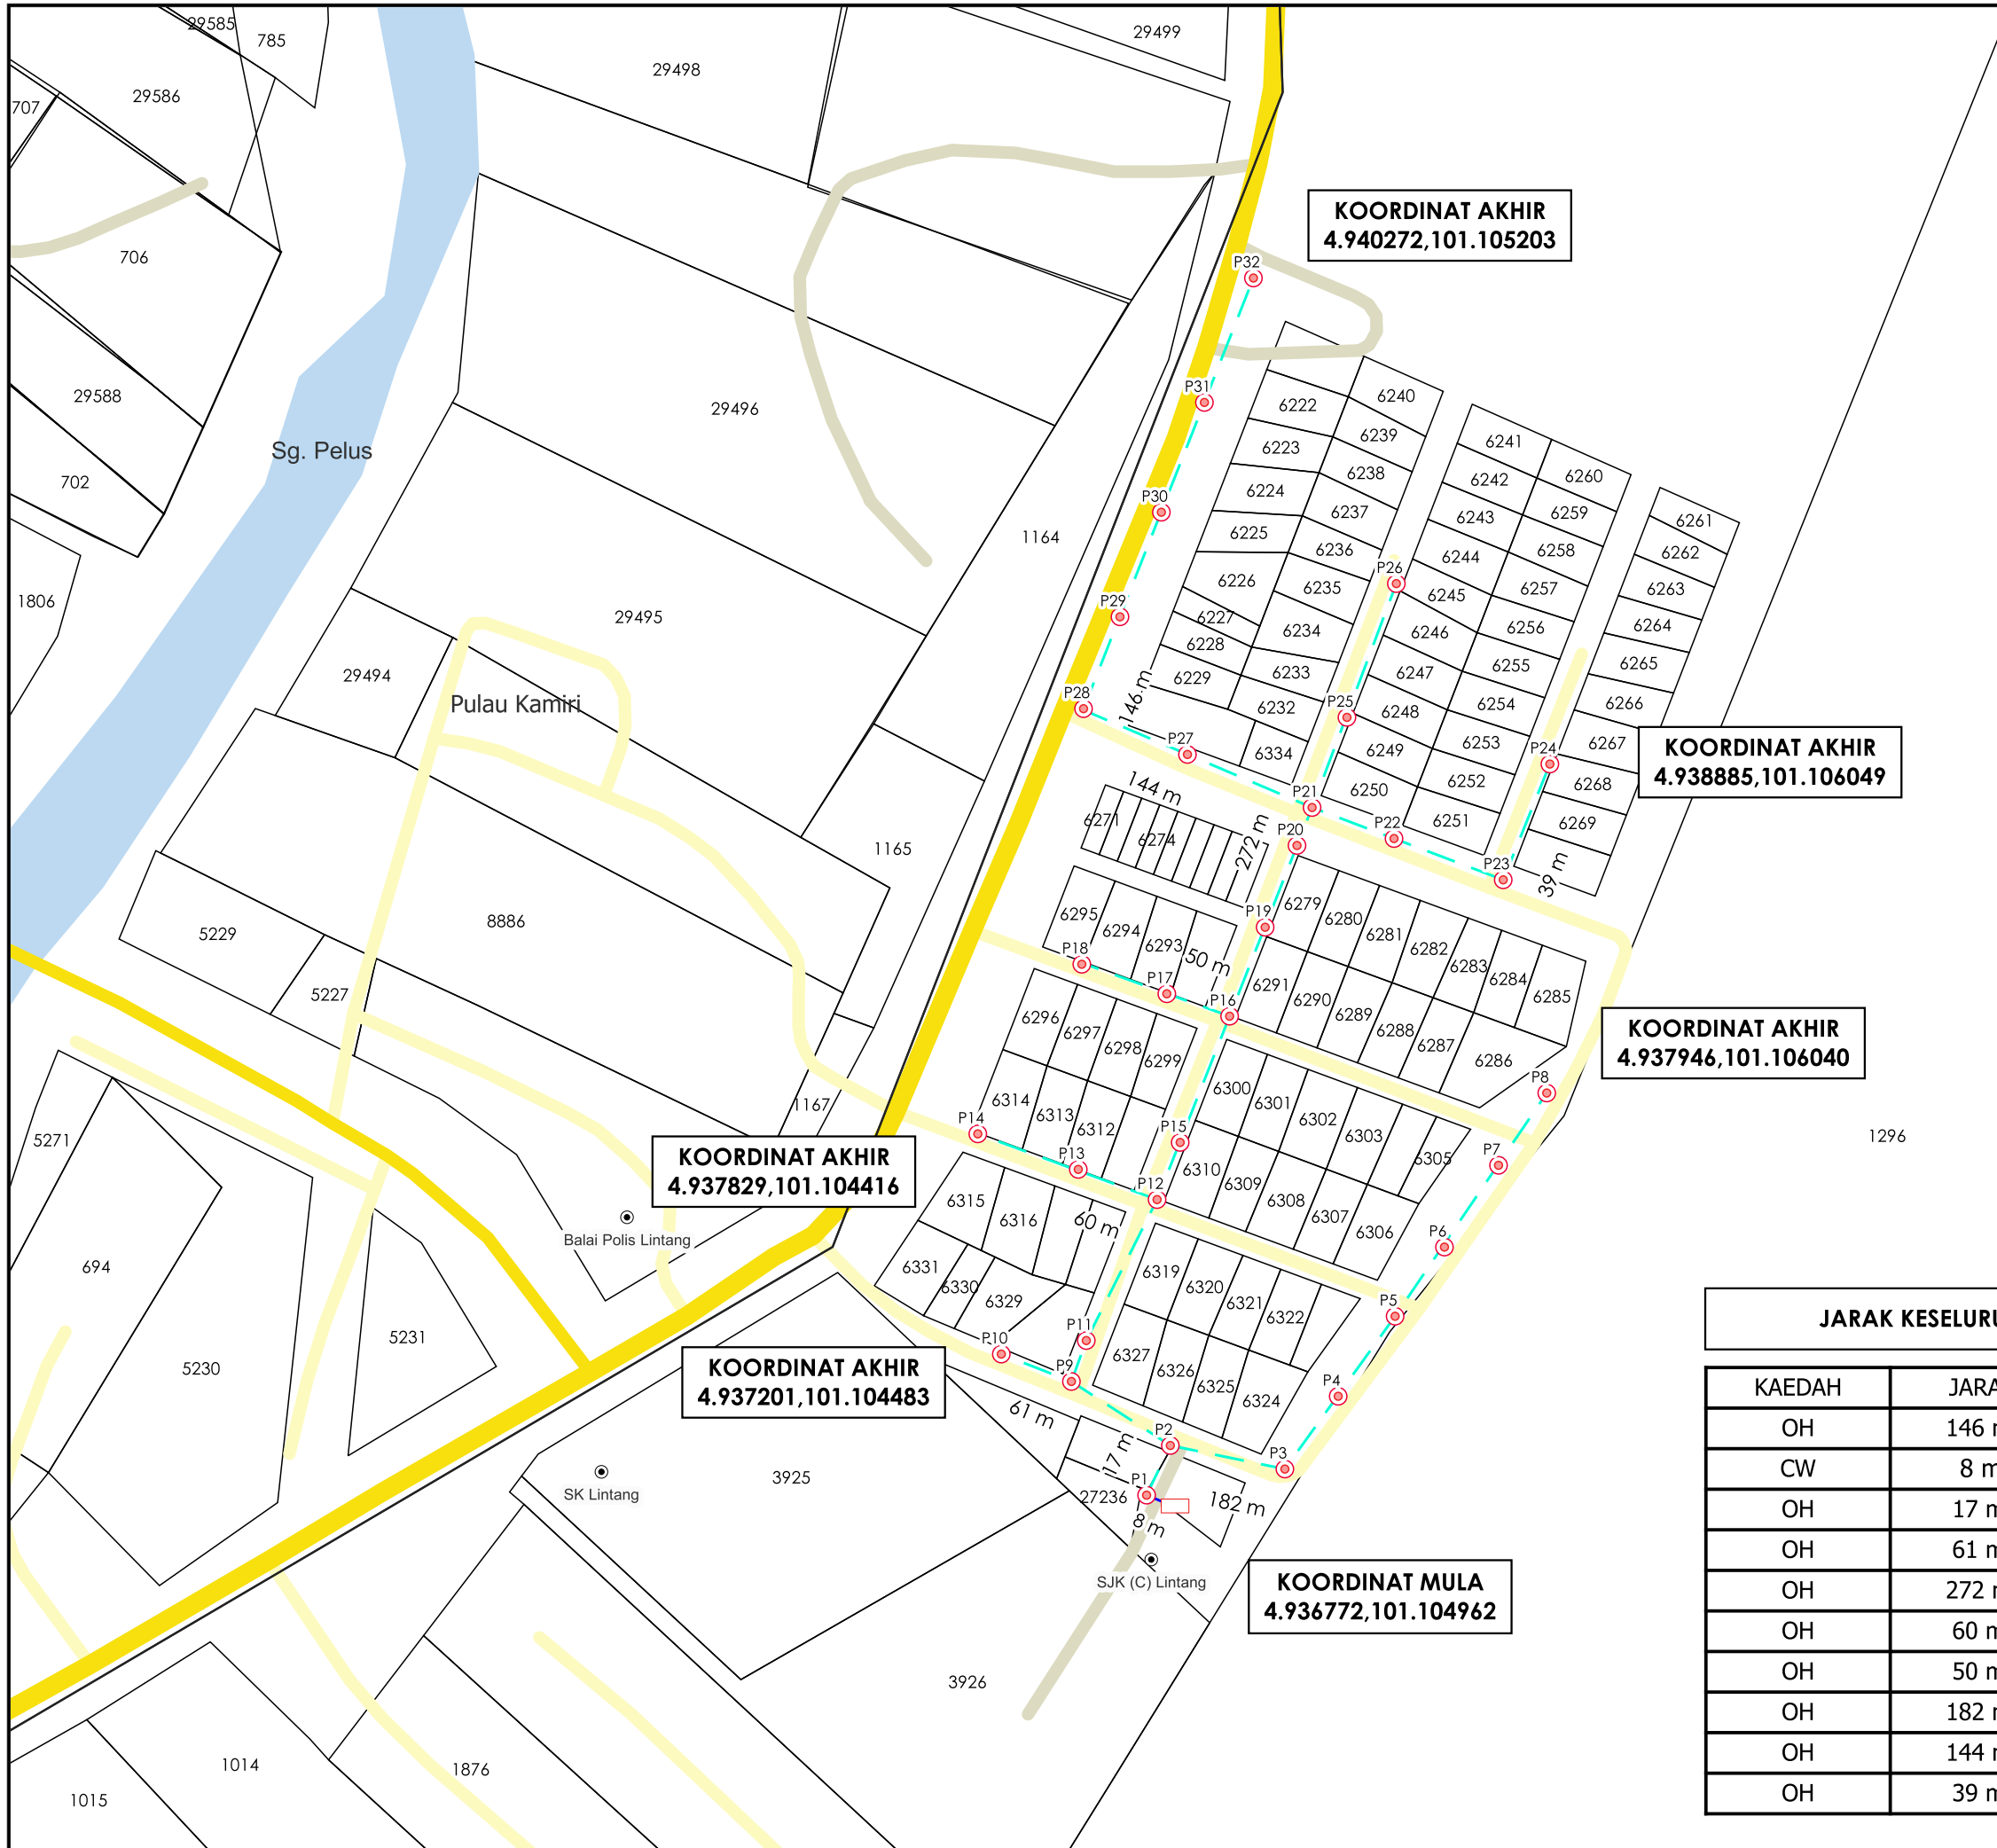 29585
785
29498
29499
707
29586
KOORDINAT AKHIR
4.940272,101.105203
706
P32
29588
29496
P31
6222
6240
6223
6239
6241
6260
Sg. Pelus
702
6224
6238
6242
P30
6237
6243
6259
6261
1164
6225
6236
6244
6258
6262
1806
29495
P29
6226
6235
P26
6245
6257
6263
6227
6234
6246
6256
6264
6228
6233
6247
6255
6265
29494
Pulau Kamiri
P28
146 m
6229
6232
P25
6248
6254
6266
P27
6334
6249
6253
P24
6267
KOORDINAT AKHIR
4.938885,101.106049
144 m
P21
6250
6252
6268
6271
6274
272 m
P20
P22
6251
6269
1165
P23
39 m
5229
8886
6295
6294
6293
P19
6279
6280
6281
6282
6283
6284
6285
P18
P17
50 m
5227
P16
6291
6290
6289
6288
6287
6286
6296
6297
6298
6299
KOORDINAT AKHIR
4.937946,101.106040
P8
1167
6314
6313
6312
6300
6301
6302
6303
6305
5271
P14
P13
P15
P7
1296
KOORDINAT AKHIR
4.937829,101.104416
P12
6310
6309
6308
6307
6306
6315
6316
60 m
P6
Balai Polis Lintang
694
6331
6330
6329
6319
6320
6321
6322
P5
5230
5231
P10
P11
P9
6327
6326
6325
6324
P4
KOORDINAT AKHIR
4.937201,101.104483
61 m
P2
17 m
P3
SK Lintang
3925
P1
27236
8 m
182 m
SJK (C) Lintang
KOORDINAT MULA
4.936772,101.104962
3926
1014
1876
1015
JARAK KESELURU
KAEDAH JARA
OH 146 m
CW 8 m
OH 17 m
OH 61 m
OH 272 m
OH 60 m
OH 50 m
OH 182 m
OH 144 m
OH 39 m